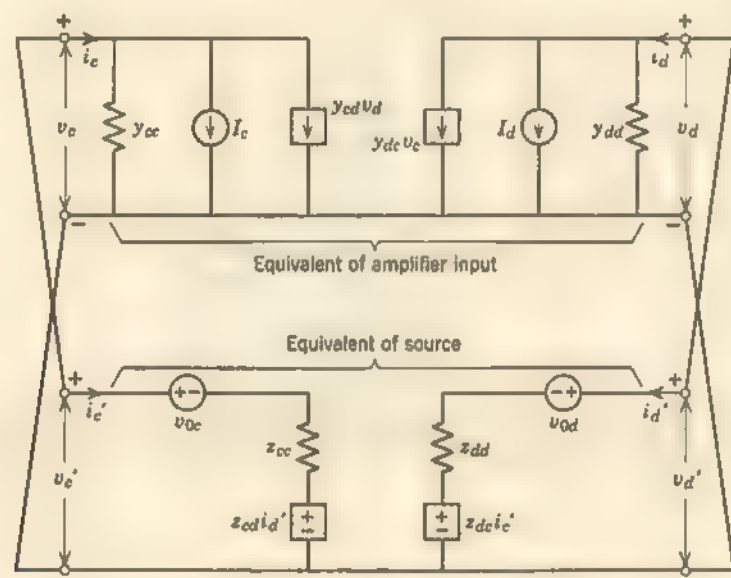 + +
i_c i_d
y_cd v_d
v_c y_cc I_c y_dc v_c I_d y_dd v_d
− −
Equivalent of amplifier input
Equivalent of source
+ + − − + +
i_c′ v_0c v_0d i_d′
z_cc z_dd
v_c′ v_d′
z_cd i_d′ + − + − z_dc i_c′